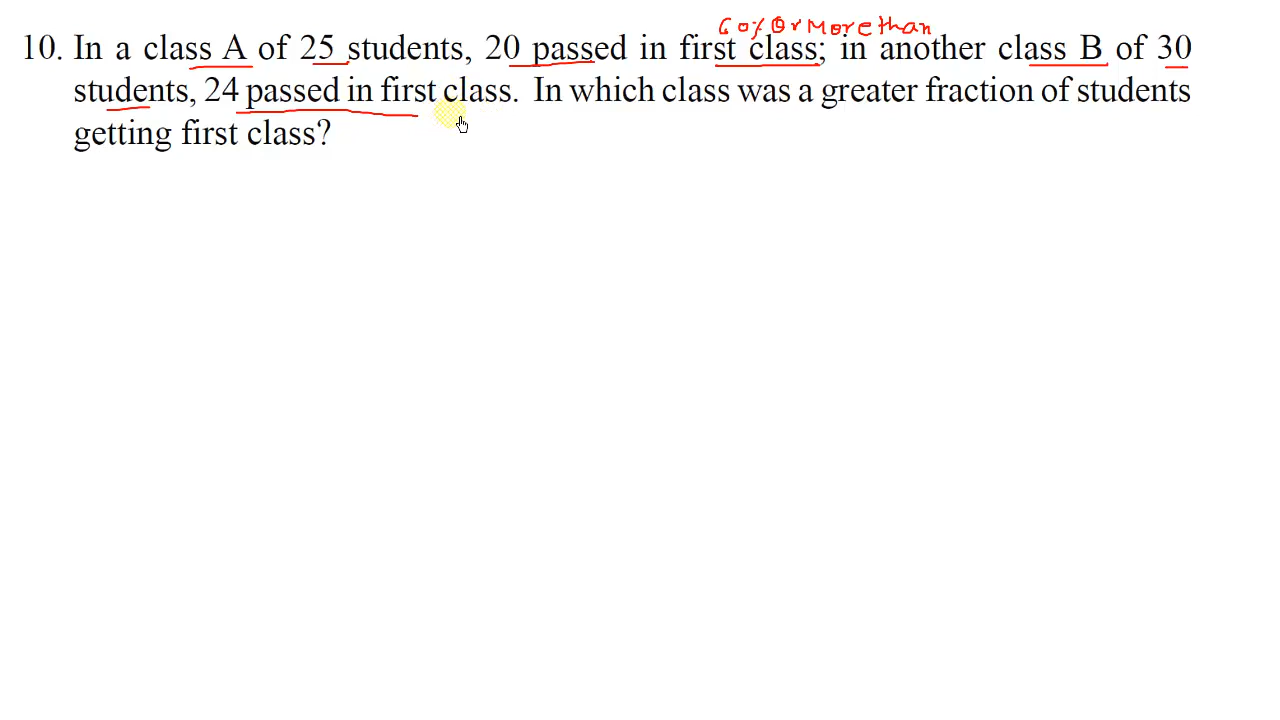 60% Or More than
10. In a class A of 25 students, 20 passed in first class; in another class B of 30
students, 24 passed in first class. In which class was a greater fraction of students
getting first class?